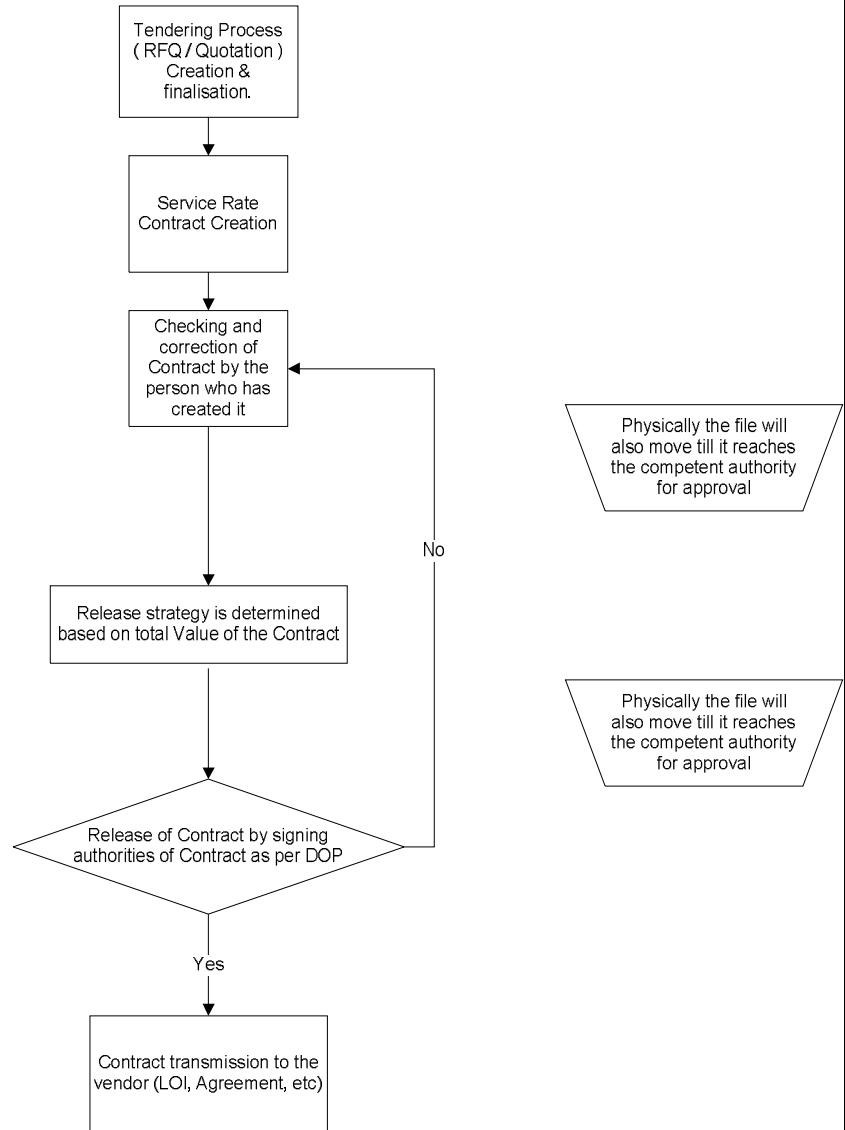 Tendering Process
( RFQ / Quotation )
Creation &
finalisation.
Service Rate
Contract Creation
Checking and
correction of
Contract by the
person who has
created it
Physically the file will
also move till it reaches
the competent authority
for approval
No
Release strategy is determined
based on total Value of the Contract
Physically the file will
also move till it reaches
the competent authority
for approval
Release of Contract by signing
authorities of Contract as per DOP
Yes
Contract transmission to the
vendor (LOI, Agreement, etc)